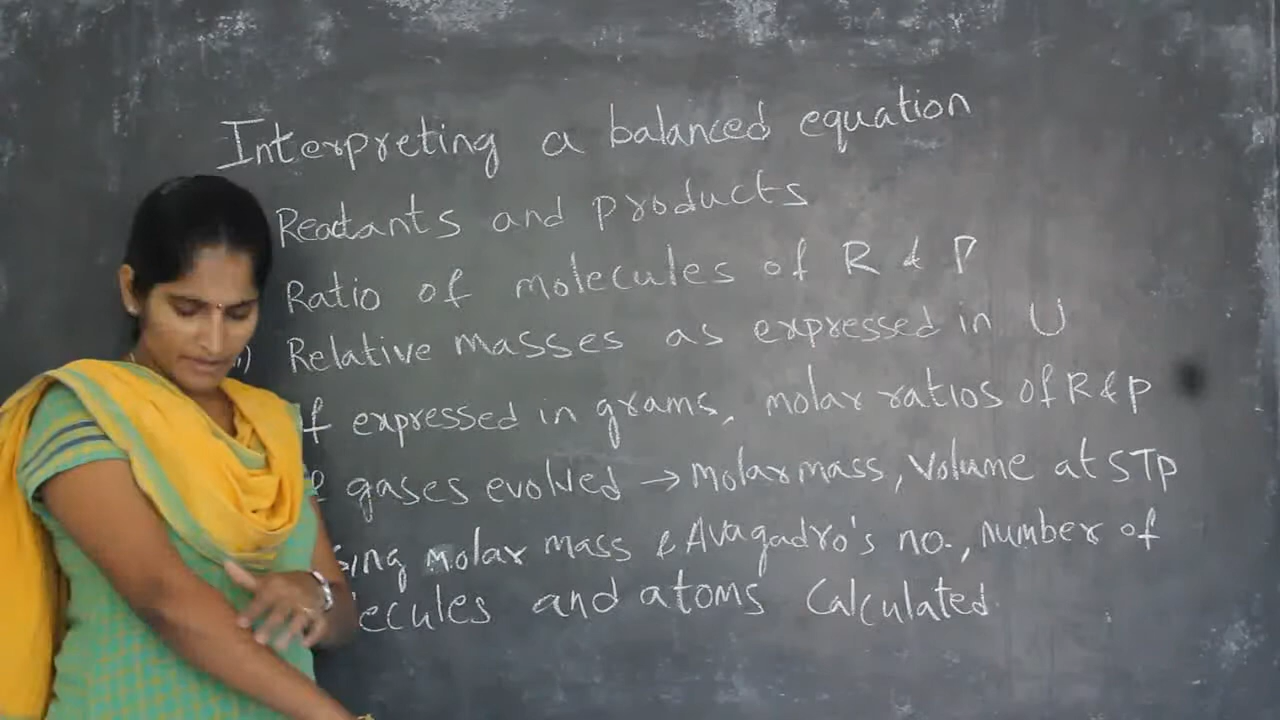 Interpreting a balanced equation
Reactants and products
Ratio of molecules of R & P
Relative masses as expressed in U
expressed in grams, molar ratios of R & P
gases evolved → Molar mass, Volume at STP
molar mass & Avagadro's no., number of
and atoms Calculated